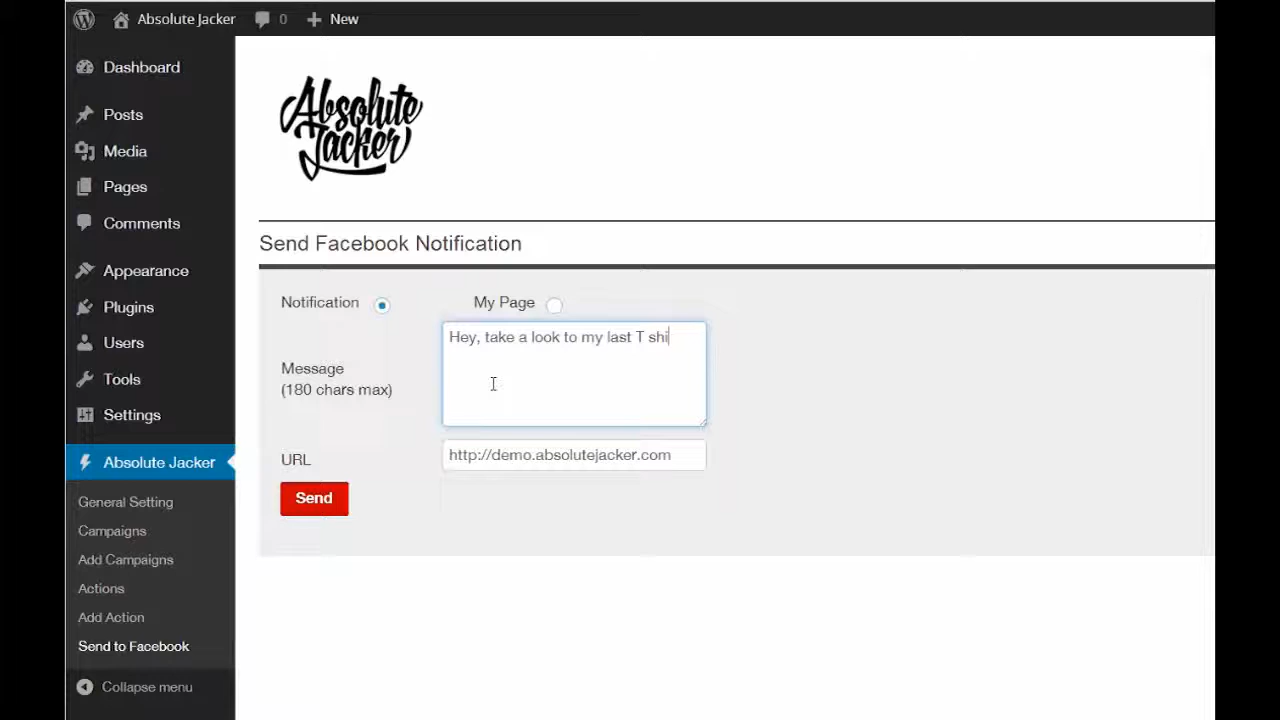 Absolute Jacker 0 New
Dashboard
Posts
Media
Pages
Comments
Appearance
Plugins
Users
Tools
Settings
Absolute Jacker
General Setting
Campaigns
Add Campaigns
Actions
Add Action
Send to Facebook
Collapse menu
Absolute
Jacker
Send Facebook Notification
Notification My Page
Message
(180 chars max)
Hey, take a look to my last T shi
URL http://demo.absolutejacker.com
Send